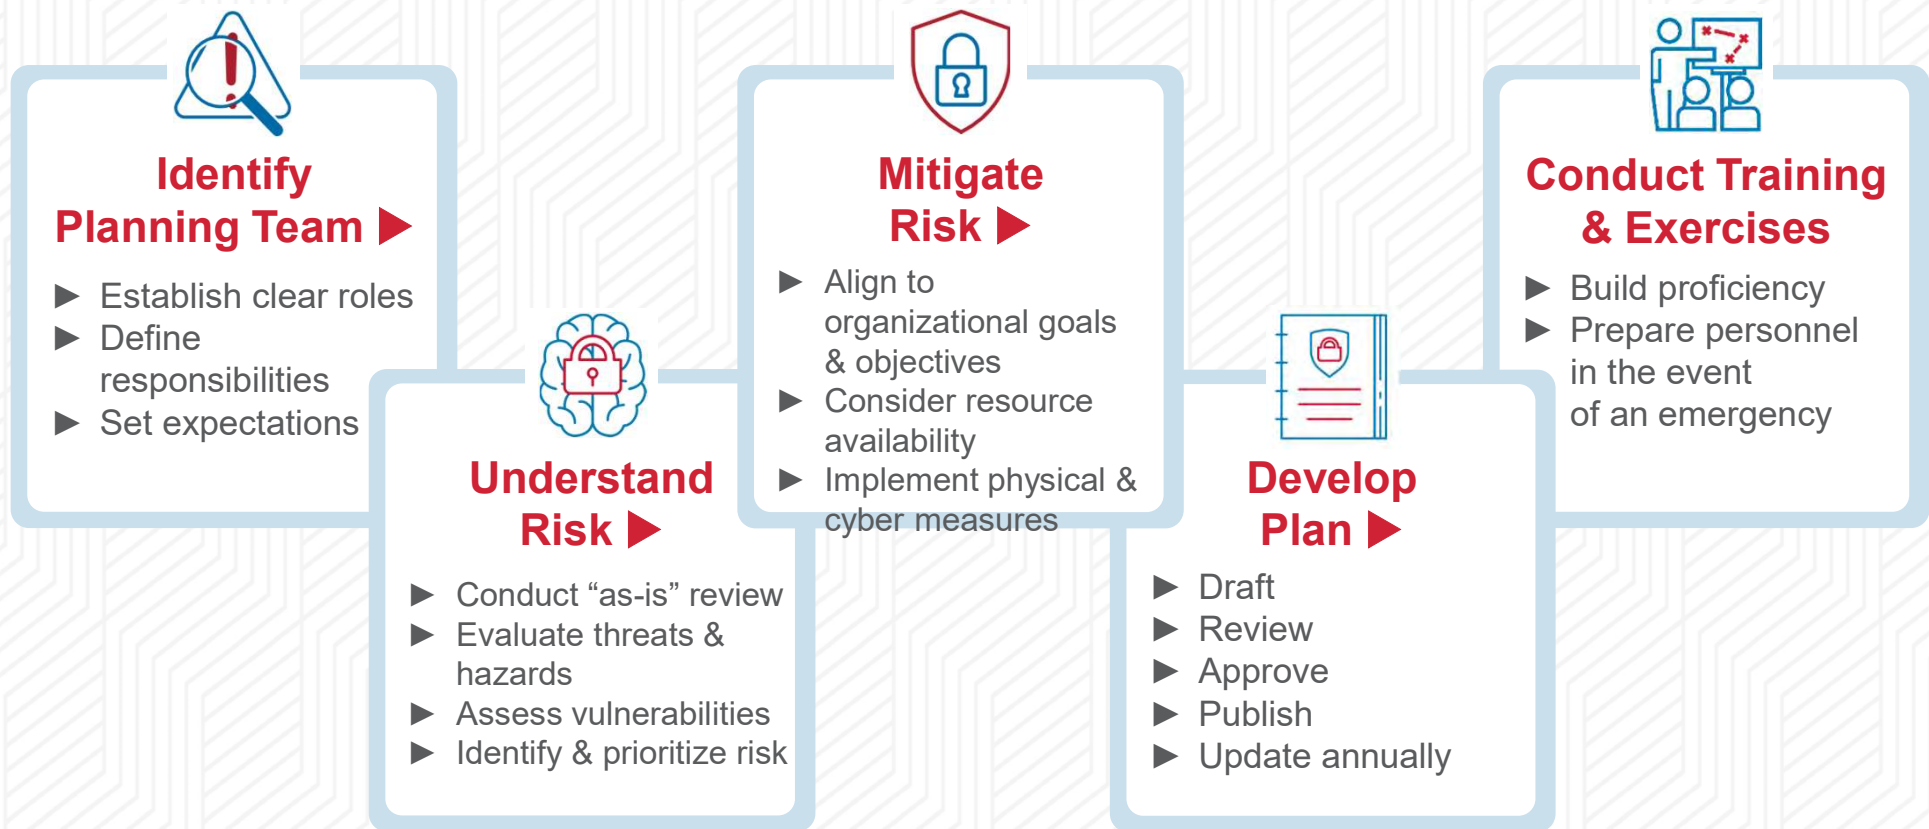 Identify
Planning Team ▶
► Establish clear roles
► Define
responsibilities
► Set expectations
Understand
Risk ▶
► Conduct “as-is” review
► Evaluate threats &
hazards
► Assess vulnerabilities
► Identify & prioritize risk
Mitigate
Risk ▶
► Align to
organizational goals
& objectives
► Consider resource
availability
► Implement physical &
cyber measures
Develop
Plan ▶
► Draft
► Review
► Approve
► Publish
► Update annually
Conduct Training
& Exercises
► Build proficiency
► Prepare personnel
in the event
of an emergency